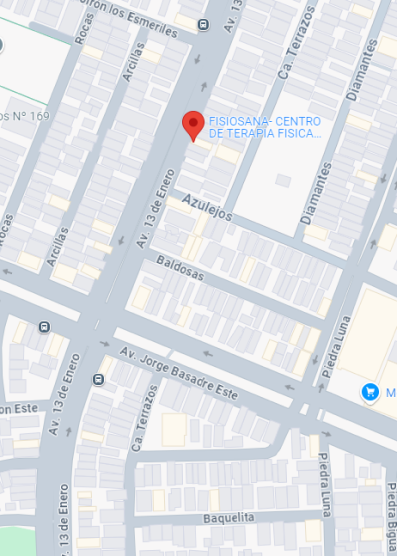 Jirón los Esmeriles
Rocas
Arcillas
Av. 13
Ca. Terrazos
Diamantes
FISIOSANA- CENTRO
DE TERAPIA FISICA...
os N° 169
Av. 13 de Enero
Azulejos
Diamantes
Rocas
Arcillas
Baldosas
Piedra Luna
Av. Jorge Basadre Este
M
on Este
Av. 13 de Enero
Ca. Terrazos
Piedra Luna
Piedra Bigua
Baquelita
Av. 13 de Enero